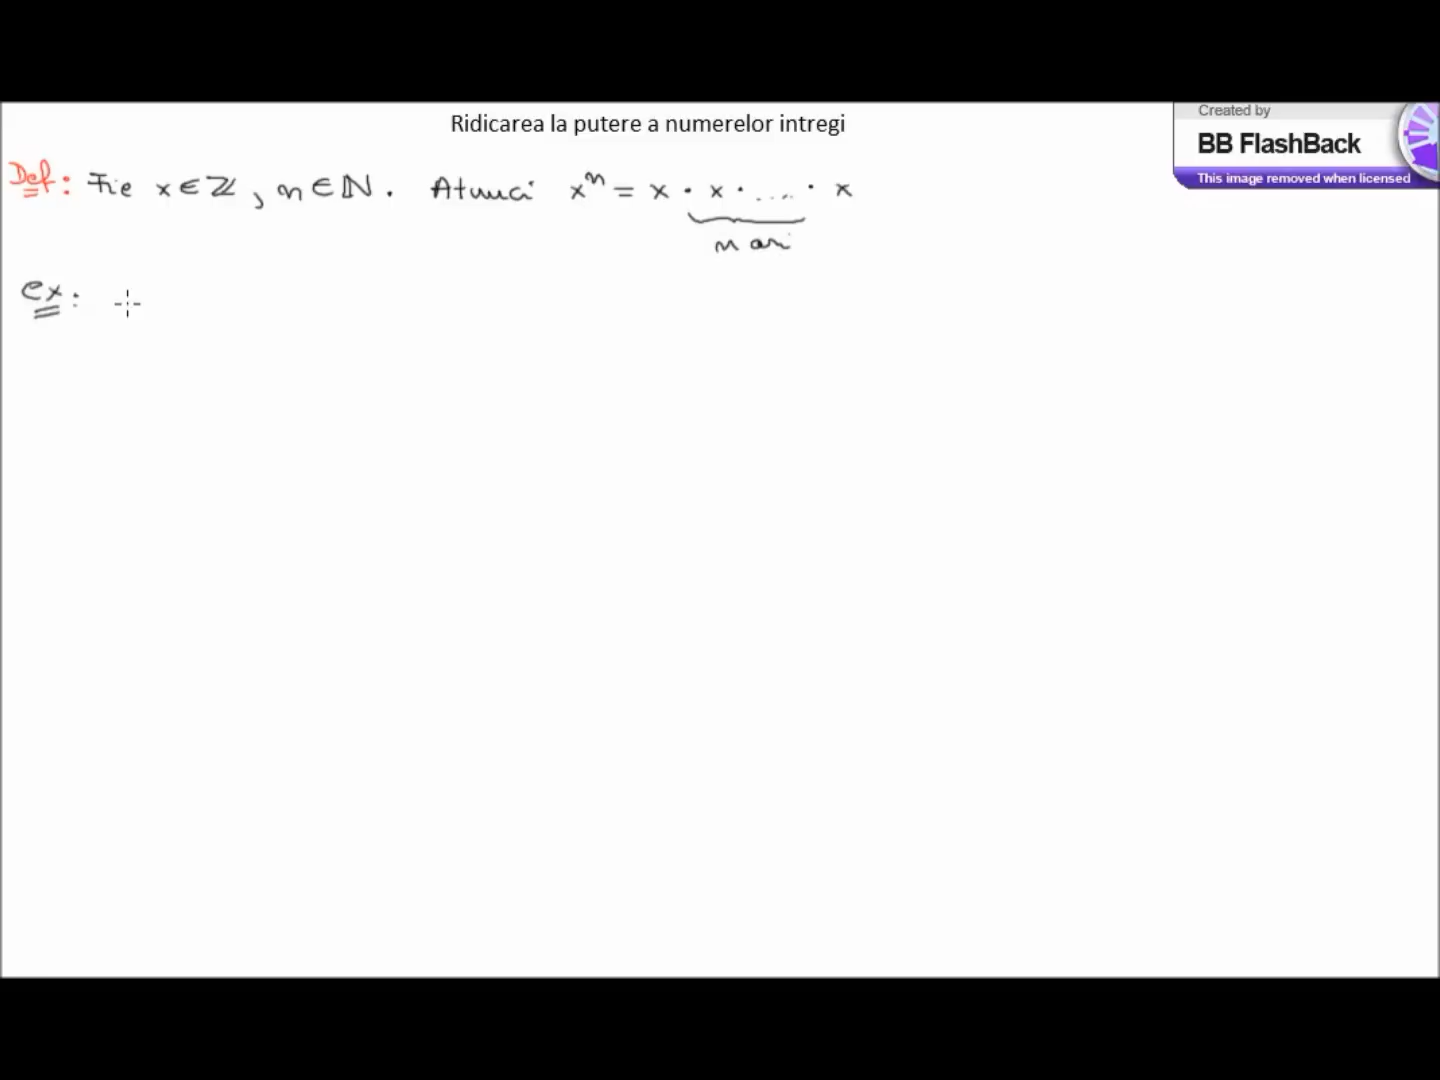 Ridicarea la putere a numerelor intregi
Created by
BB FlashBack
This image removed when licensed
Def: Fie x ∈ ℤ, n ∈ ℕ. Atunci xⁿ = x · x · .... · x
n ori
ex: